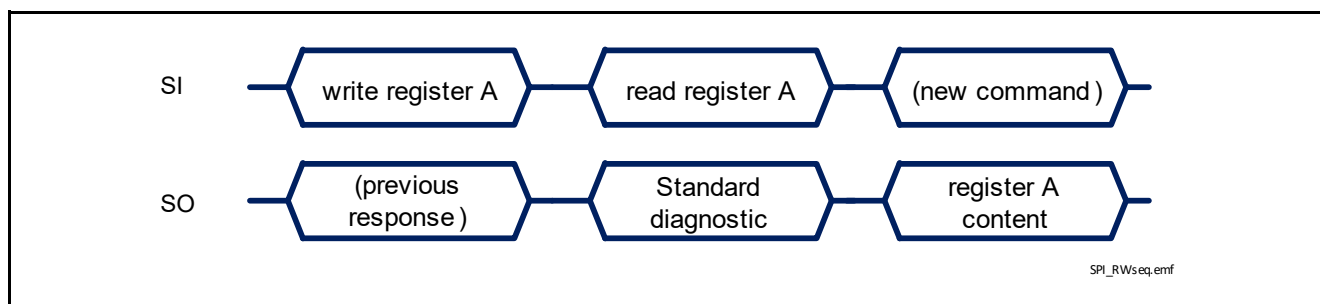 SI
write register A
read register A
(new command )
SO
(previous
response )
Standard
diagnostic
register A
content
SPI_RWseq.emf